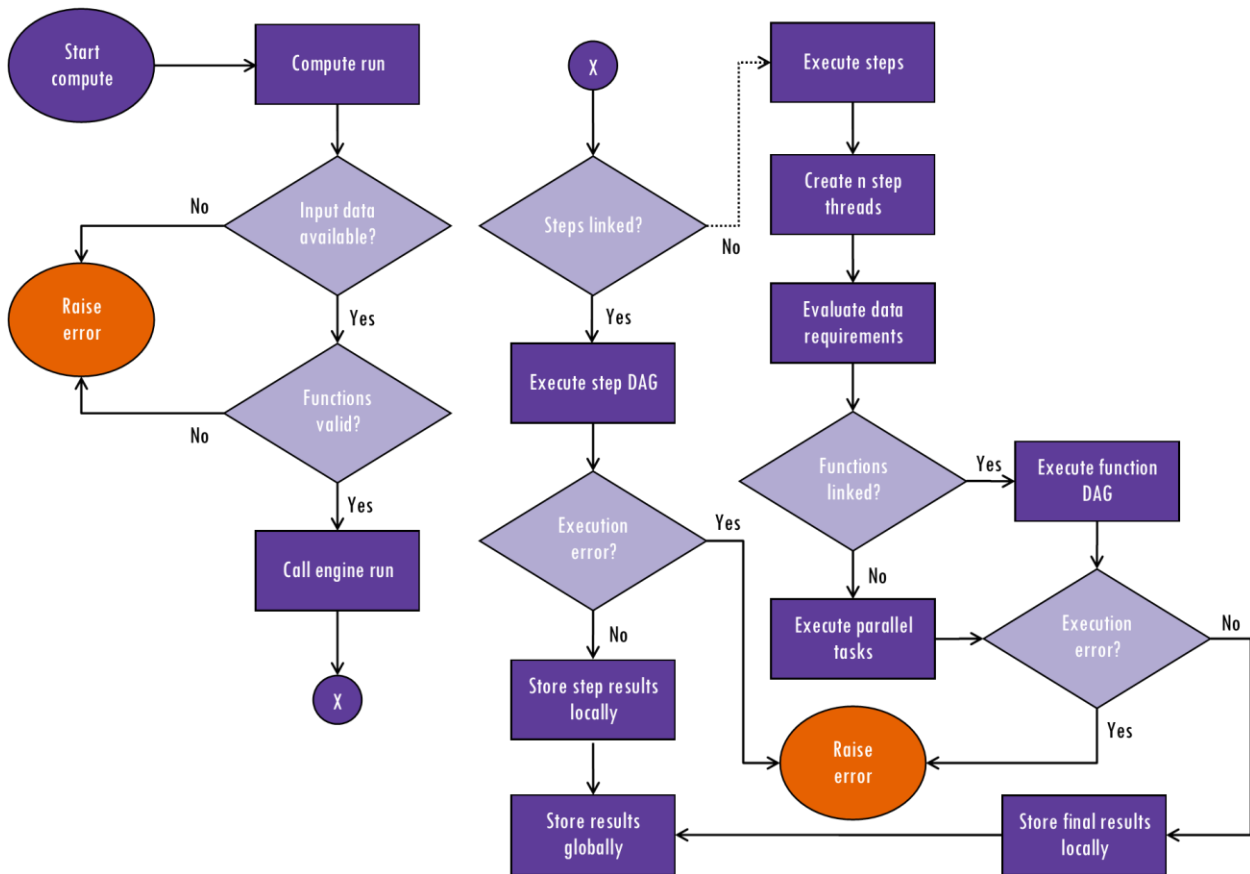 Start
compute
Compute run
Input data
available?
No
Raise
error
Yes
Functions
valid?
No
Yes
Call engine run
X
X
Steps linked?
No
Yes
Execute step DAG
Execution
error?
Yes
No
Store step results
locally
Store results
globally
Execute steps
Create n step
threads
Evaluate data
requirements
Functions
linked?
Yes
Execute function
DAG
No
Execute parallel
tasks
Execution
error?
No
Yes
Raise
error
Store final results
locally